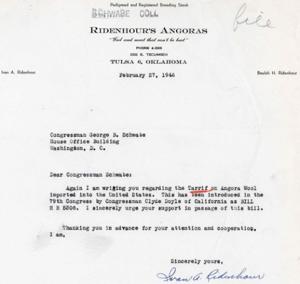 Pedigreed and Registered Breeding Stock
SCHWABE COLL
file
RIDENHOUR'S ANGORAS
"Wool and meat that can't be beat"
PHONE
TECUMSEH
TULSA 6, OKLAHOMA
Ivan A. Ridenhour
Beulah H. Ridenhour
February 27, 1946
Congressman George B. Schwabe
House Office Building
Washington, D. C.
Dear Congressman Schwabe:
Again I am writing you regarding the Tarrif on Angora Wool
imported into the United States. This has been introduced in the
79th Congress by Congressman Clyde Doyle of California as BILL
H R 5308. I sincerely urge your support in passage of this bill.
Thanking you in advance for your attention and cooperation,
I am,
Sincerely yours,
Ivan A. Ridenhour